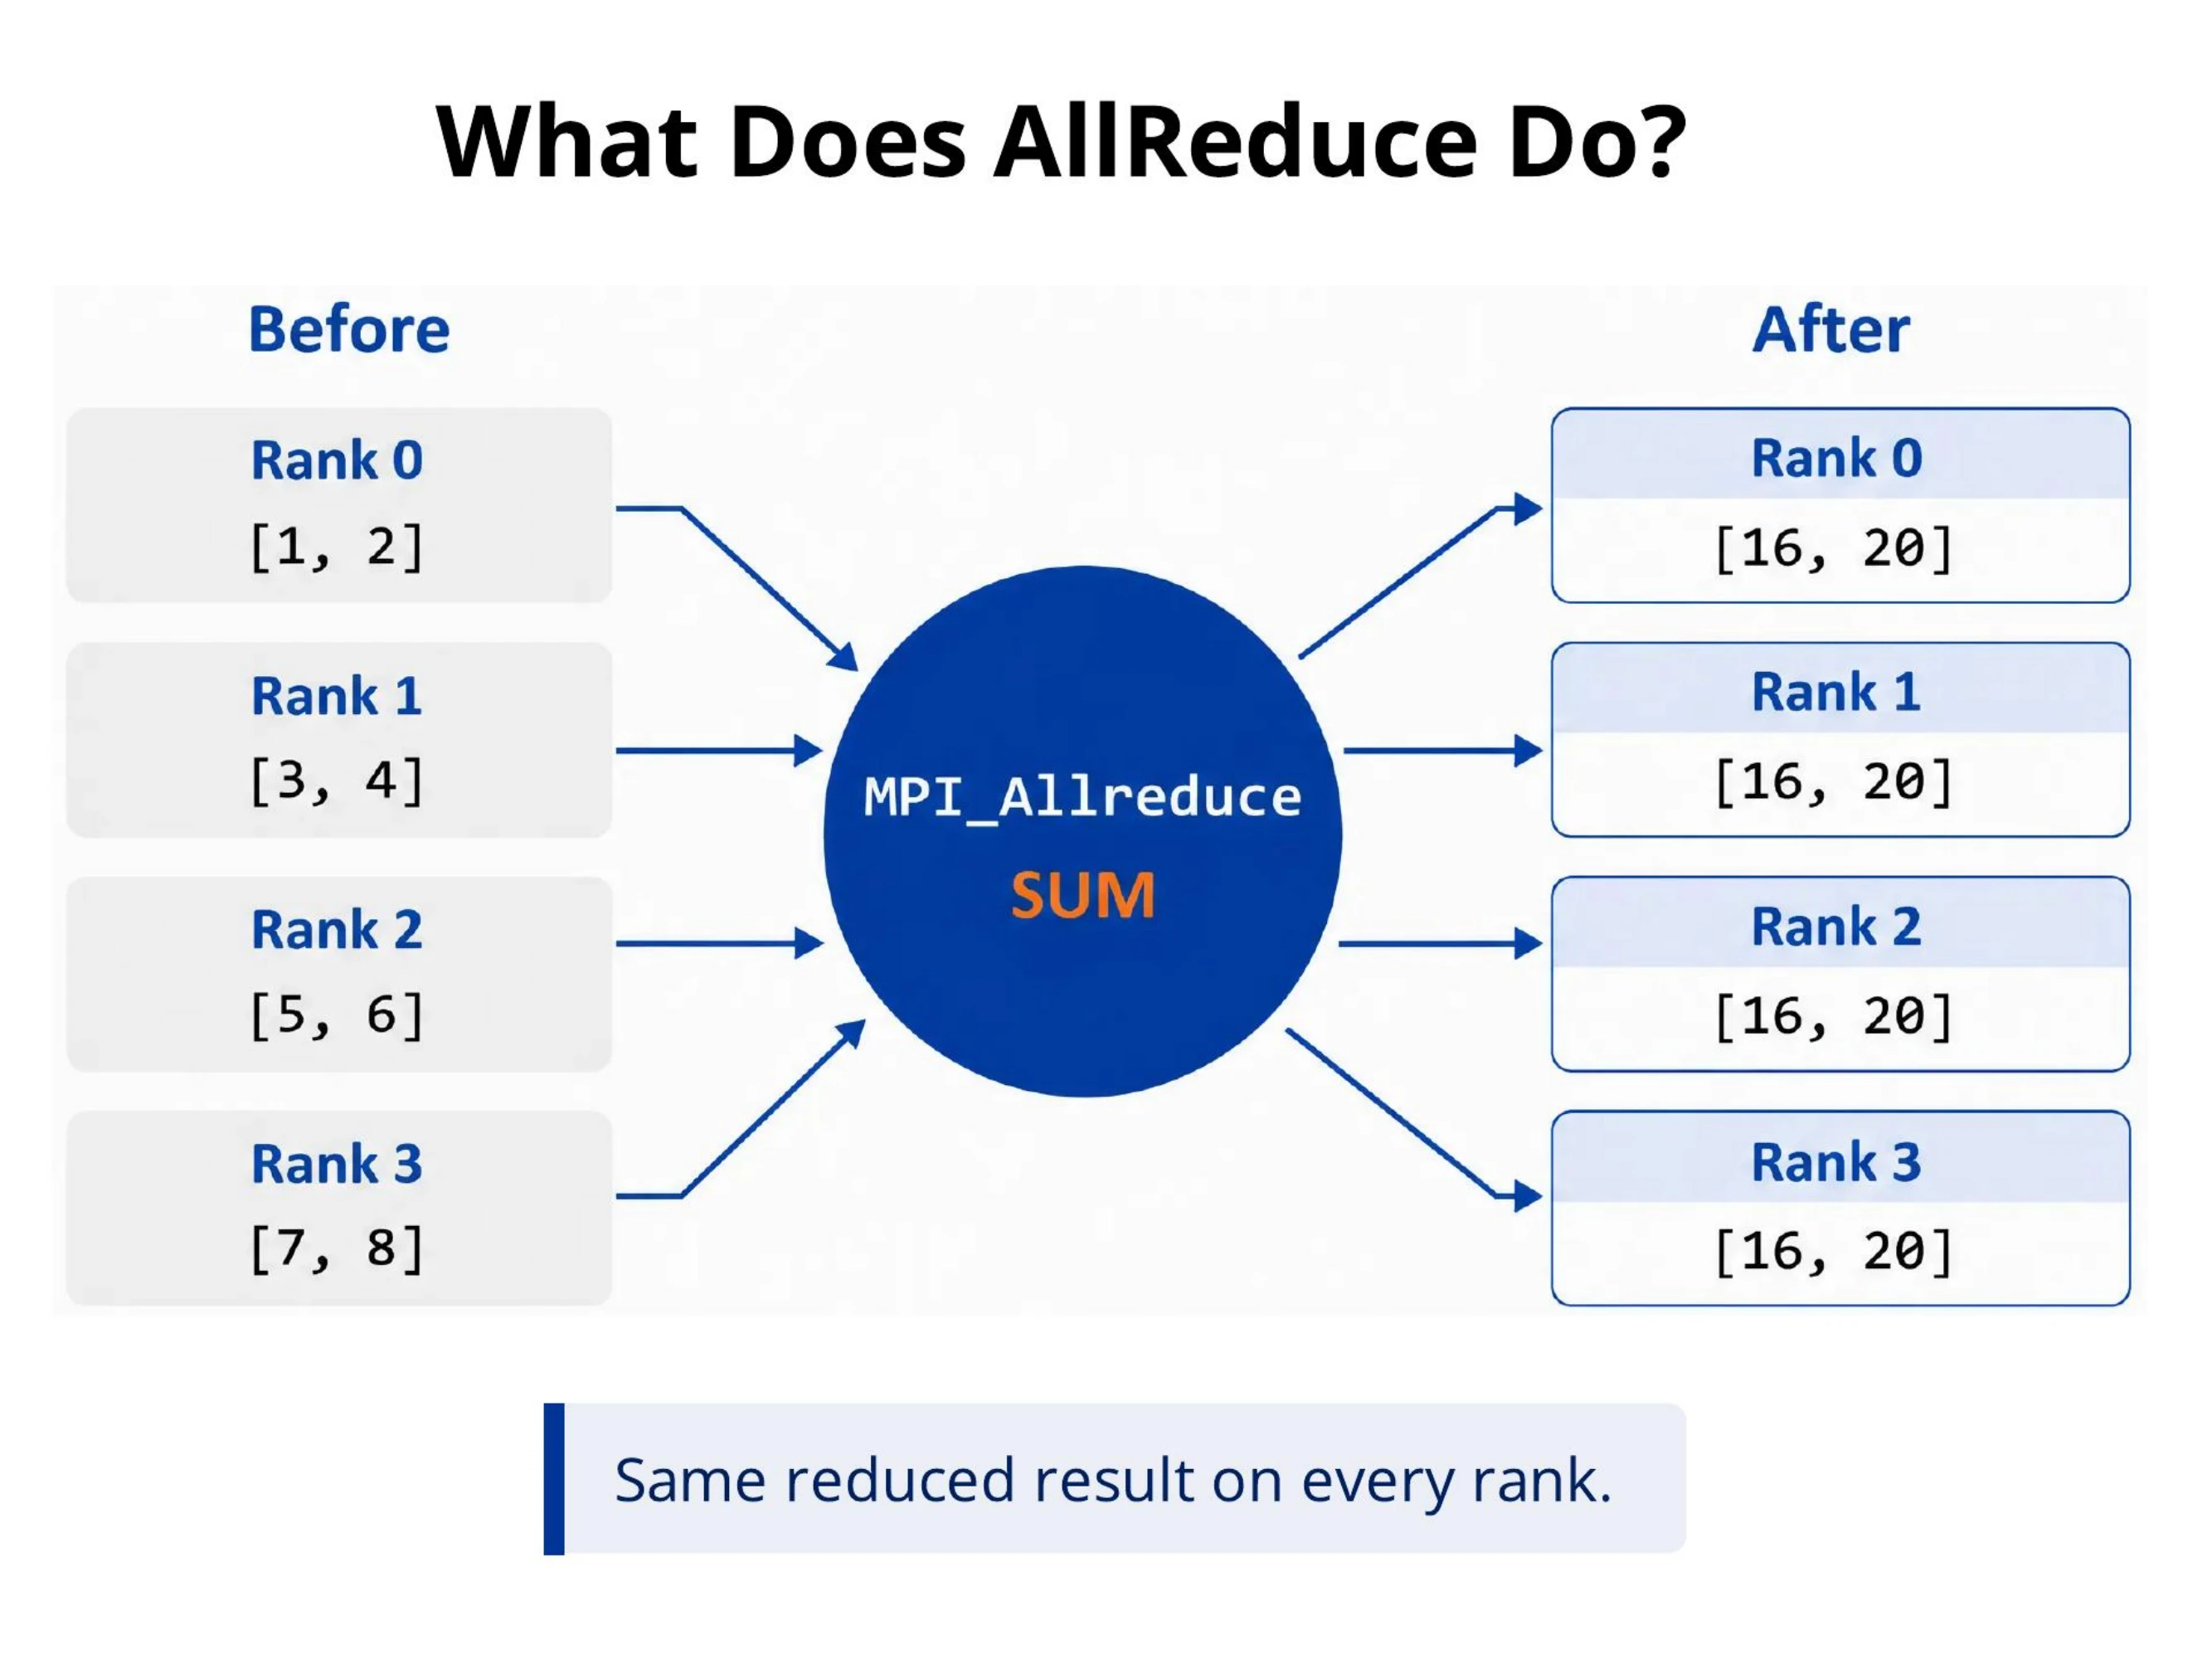 What Does AllReduce Do?
Before
Rank 0
[1, 2]
Rank 1
[3, 4]
Rank 2
[5, 6]
Rank 3
[7, 8]
MPI_Allreduce
SUM
After
Rank 0
[16, 20]
Rank 1
[16, 20]
Rank 2
[16, 20]
Rank 3
[16, 20]
Same reduced result on every rank.